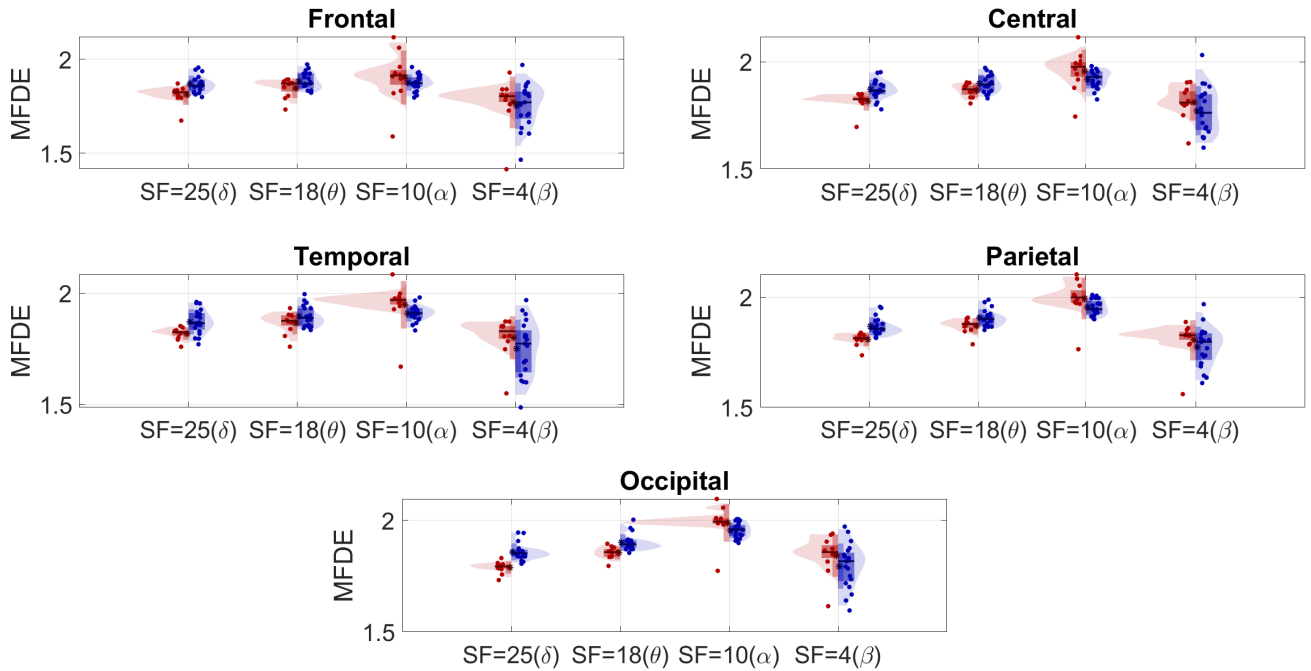 Frontal
MFDE
2
1.5
SF=25(δ) SF=18(θ) SF=10(α) SF=4(β)
Central
MFDE
2
1.5
SF=25(δ) SF=18(θ) SF=10(α) SF=4(β)
Temporal
MFDE
2
1.5
SF=25(δ) SF=18(θ) SF=10(α) SF=4(β)
Parietal
MFDE
2
1.5
SF=25(δ) SF=18(θ) SF=10(α) SF=4(β)
Occipital
MFDE
2
1.5
SF=25(δ) SF=18(θ) SF=10(α) SF=4(β)